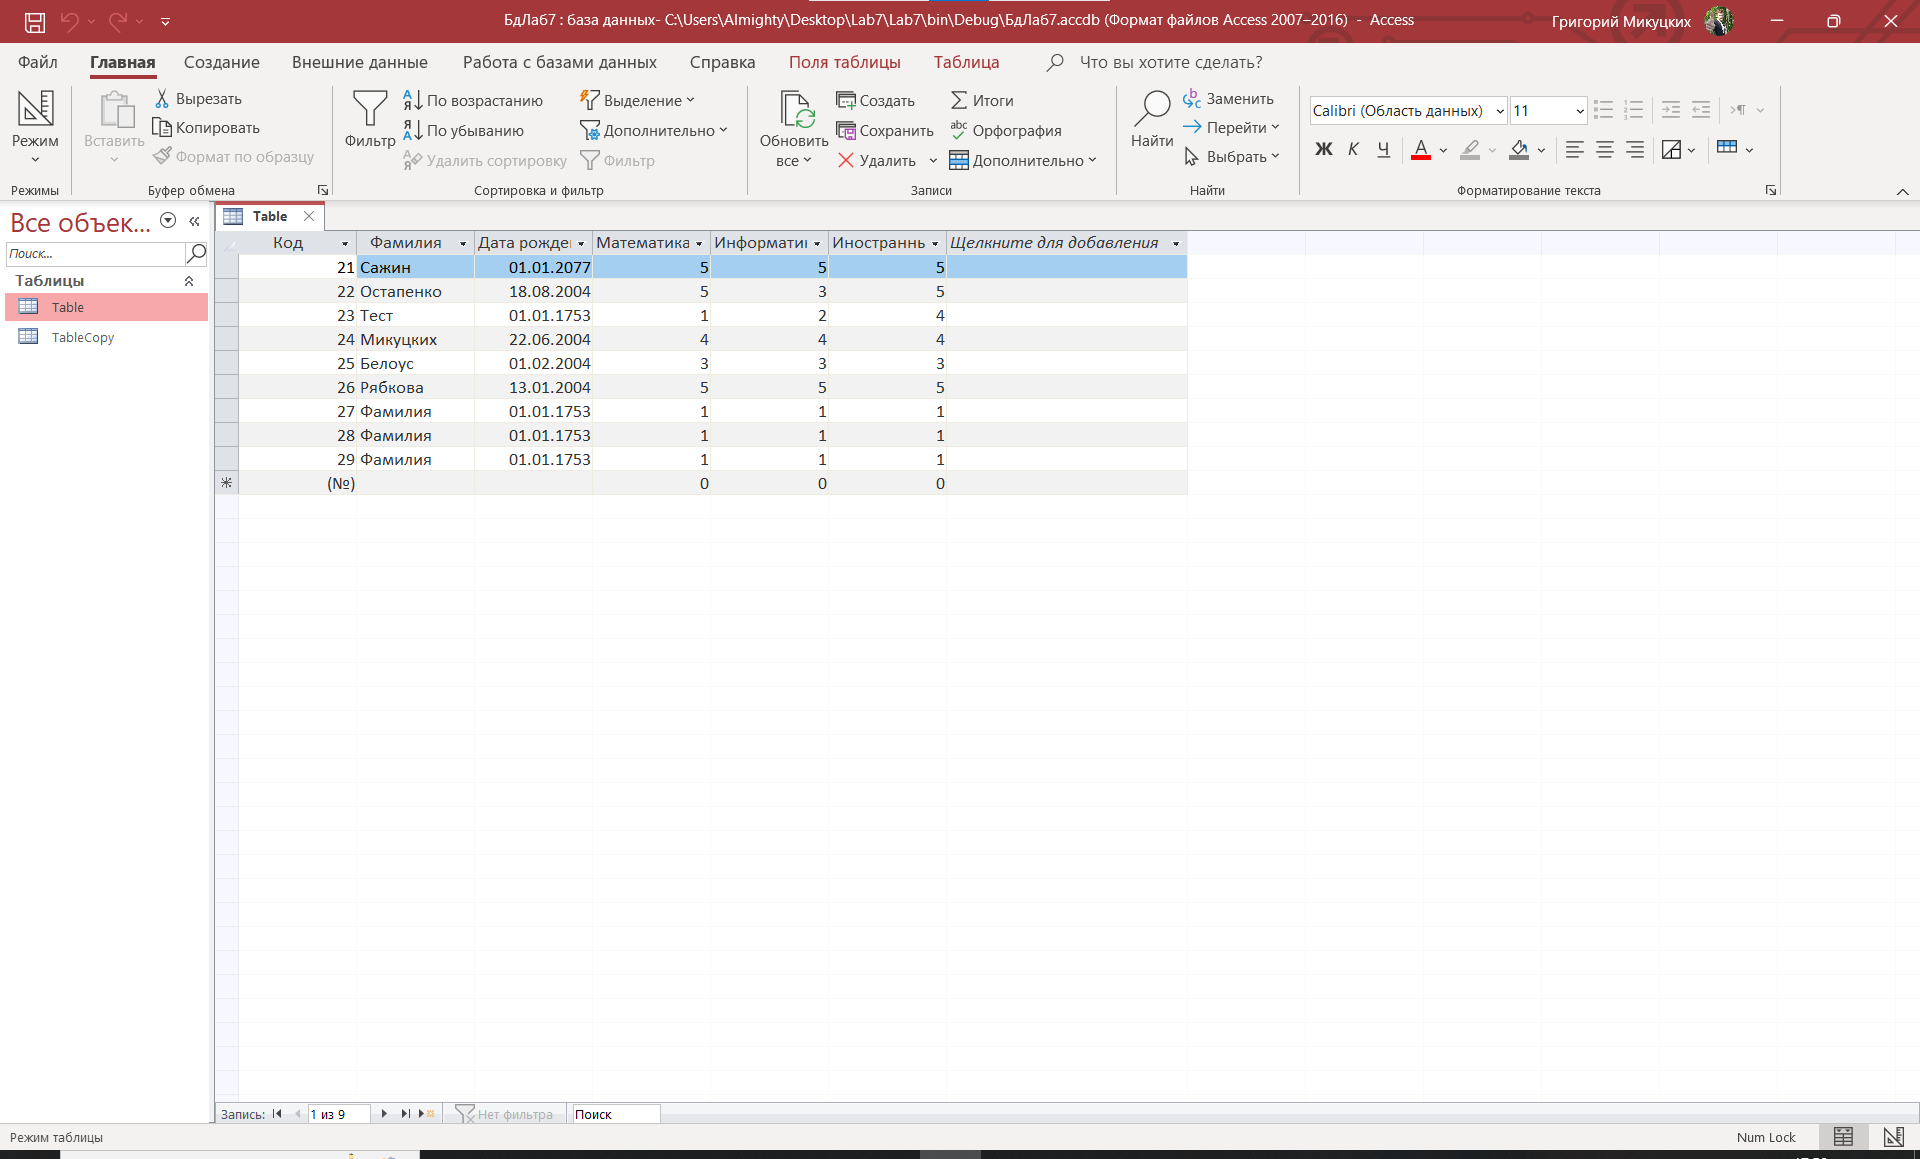 БдЛаб7 : база данных- C:\Users\Almighty\Desktop\Lab7\Lab7\bin\Debug\БдЛаб7.accdb (Формат файлов Access 2007–2016) - Access
Григорий Микуцких
Файл Главная Создание Внешние данные Работа с базами данных Справка Поля таблицы Таблица Что вы хотите сделать?
Режим
Режимы
Вставить
Вырезать
Копировать
Формат по образцу
Буфер обмена
Фильтр
По возрастанию
По убыванию
Удалить сортировку
Выделение
Дополнительно
Фильтр
Сортировка и фильтр
Обновить
все
Создать
Сохранить
Удалить
Итоги
Орфография
Дополнительно
Записи
Найти
Заменить
Перейти
Выбрать
Найти
Calibri (Область данных) 11
Ж К Ч А
Форматирование текста
Все объек...
Поиск...
Таблицы
Table
TableCopy
Table
Код Фамилия Дата рожде Математика Информати Иностранн Щелкните для добавления
21 Сажин 01.01.2077 5 5 5
22 Остапенко 18.08.2004 5 3 5
23 Тест 01.01.1753 1 2 4
24 Микуцких 22.06.2004 4 4 4
25 Белоус 01.02.2004 3 3 3
26 Рябкова 13.01.2004 5 5 5
27 Фамилия 01.01.1753 1 1 1
28 Фамилия 01.01.1753 1 1 1
29 Фамилия 01.01.1753 1 1 1
(№) 0 0 0
Запись: 1 из 9 Нет фильтра Поиск
Режим таблицы
Num Lock